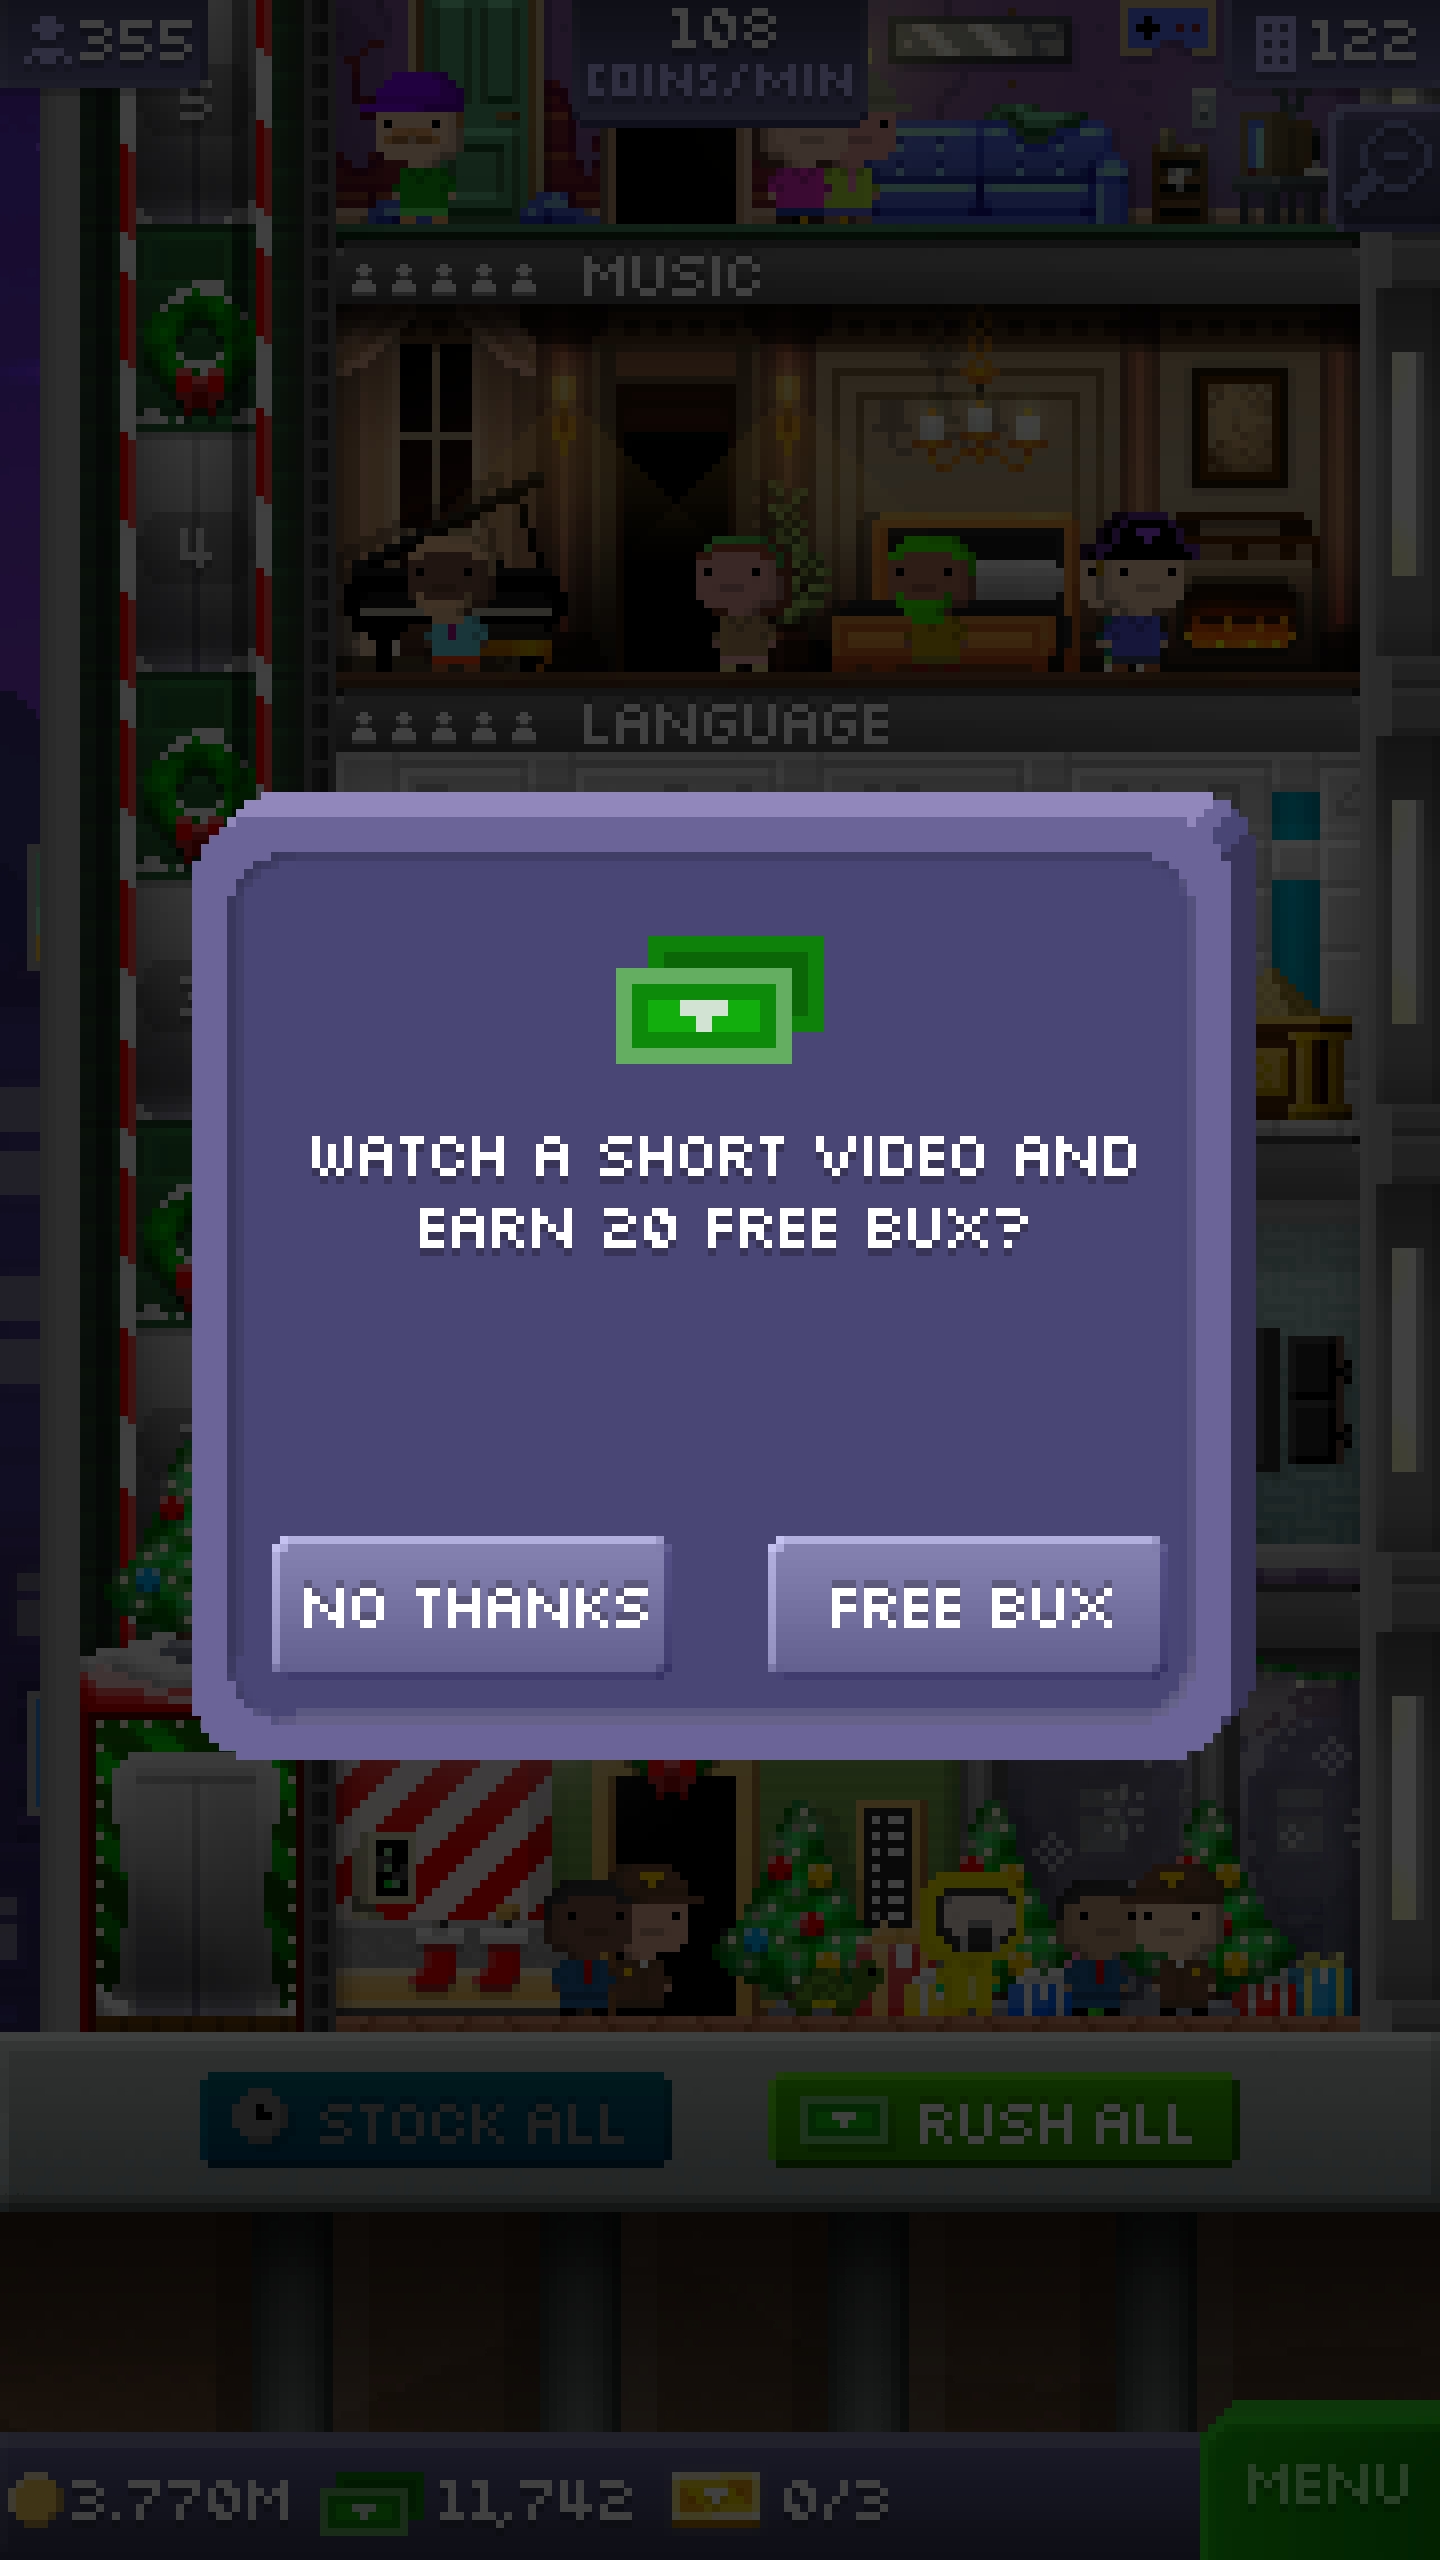 355
108
COINS/MIN
122
5
MUSIC
4
LANGUAGE
WATCH A SHORT VIDEO AND
EARN 20 FREE BUX?
NO THANKS
FREE BUX
STOCK ALL
RUSH ALL
3.770M
11,742
0/3
MENU